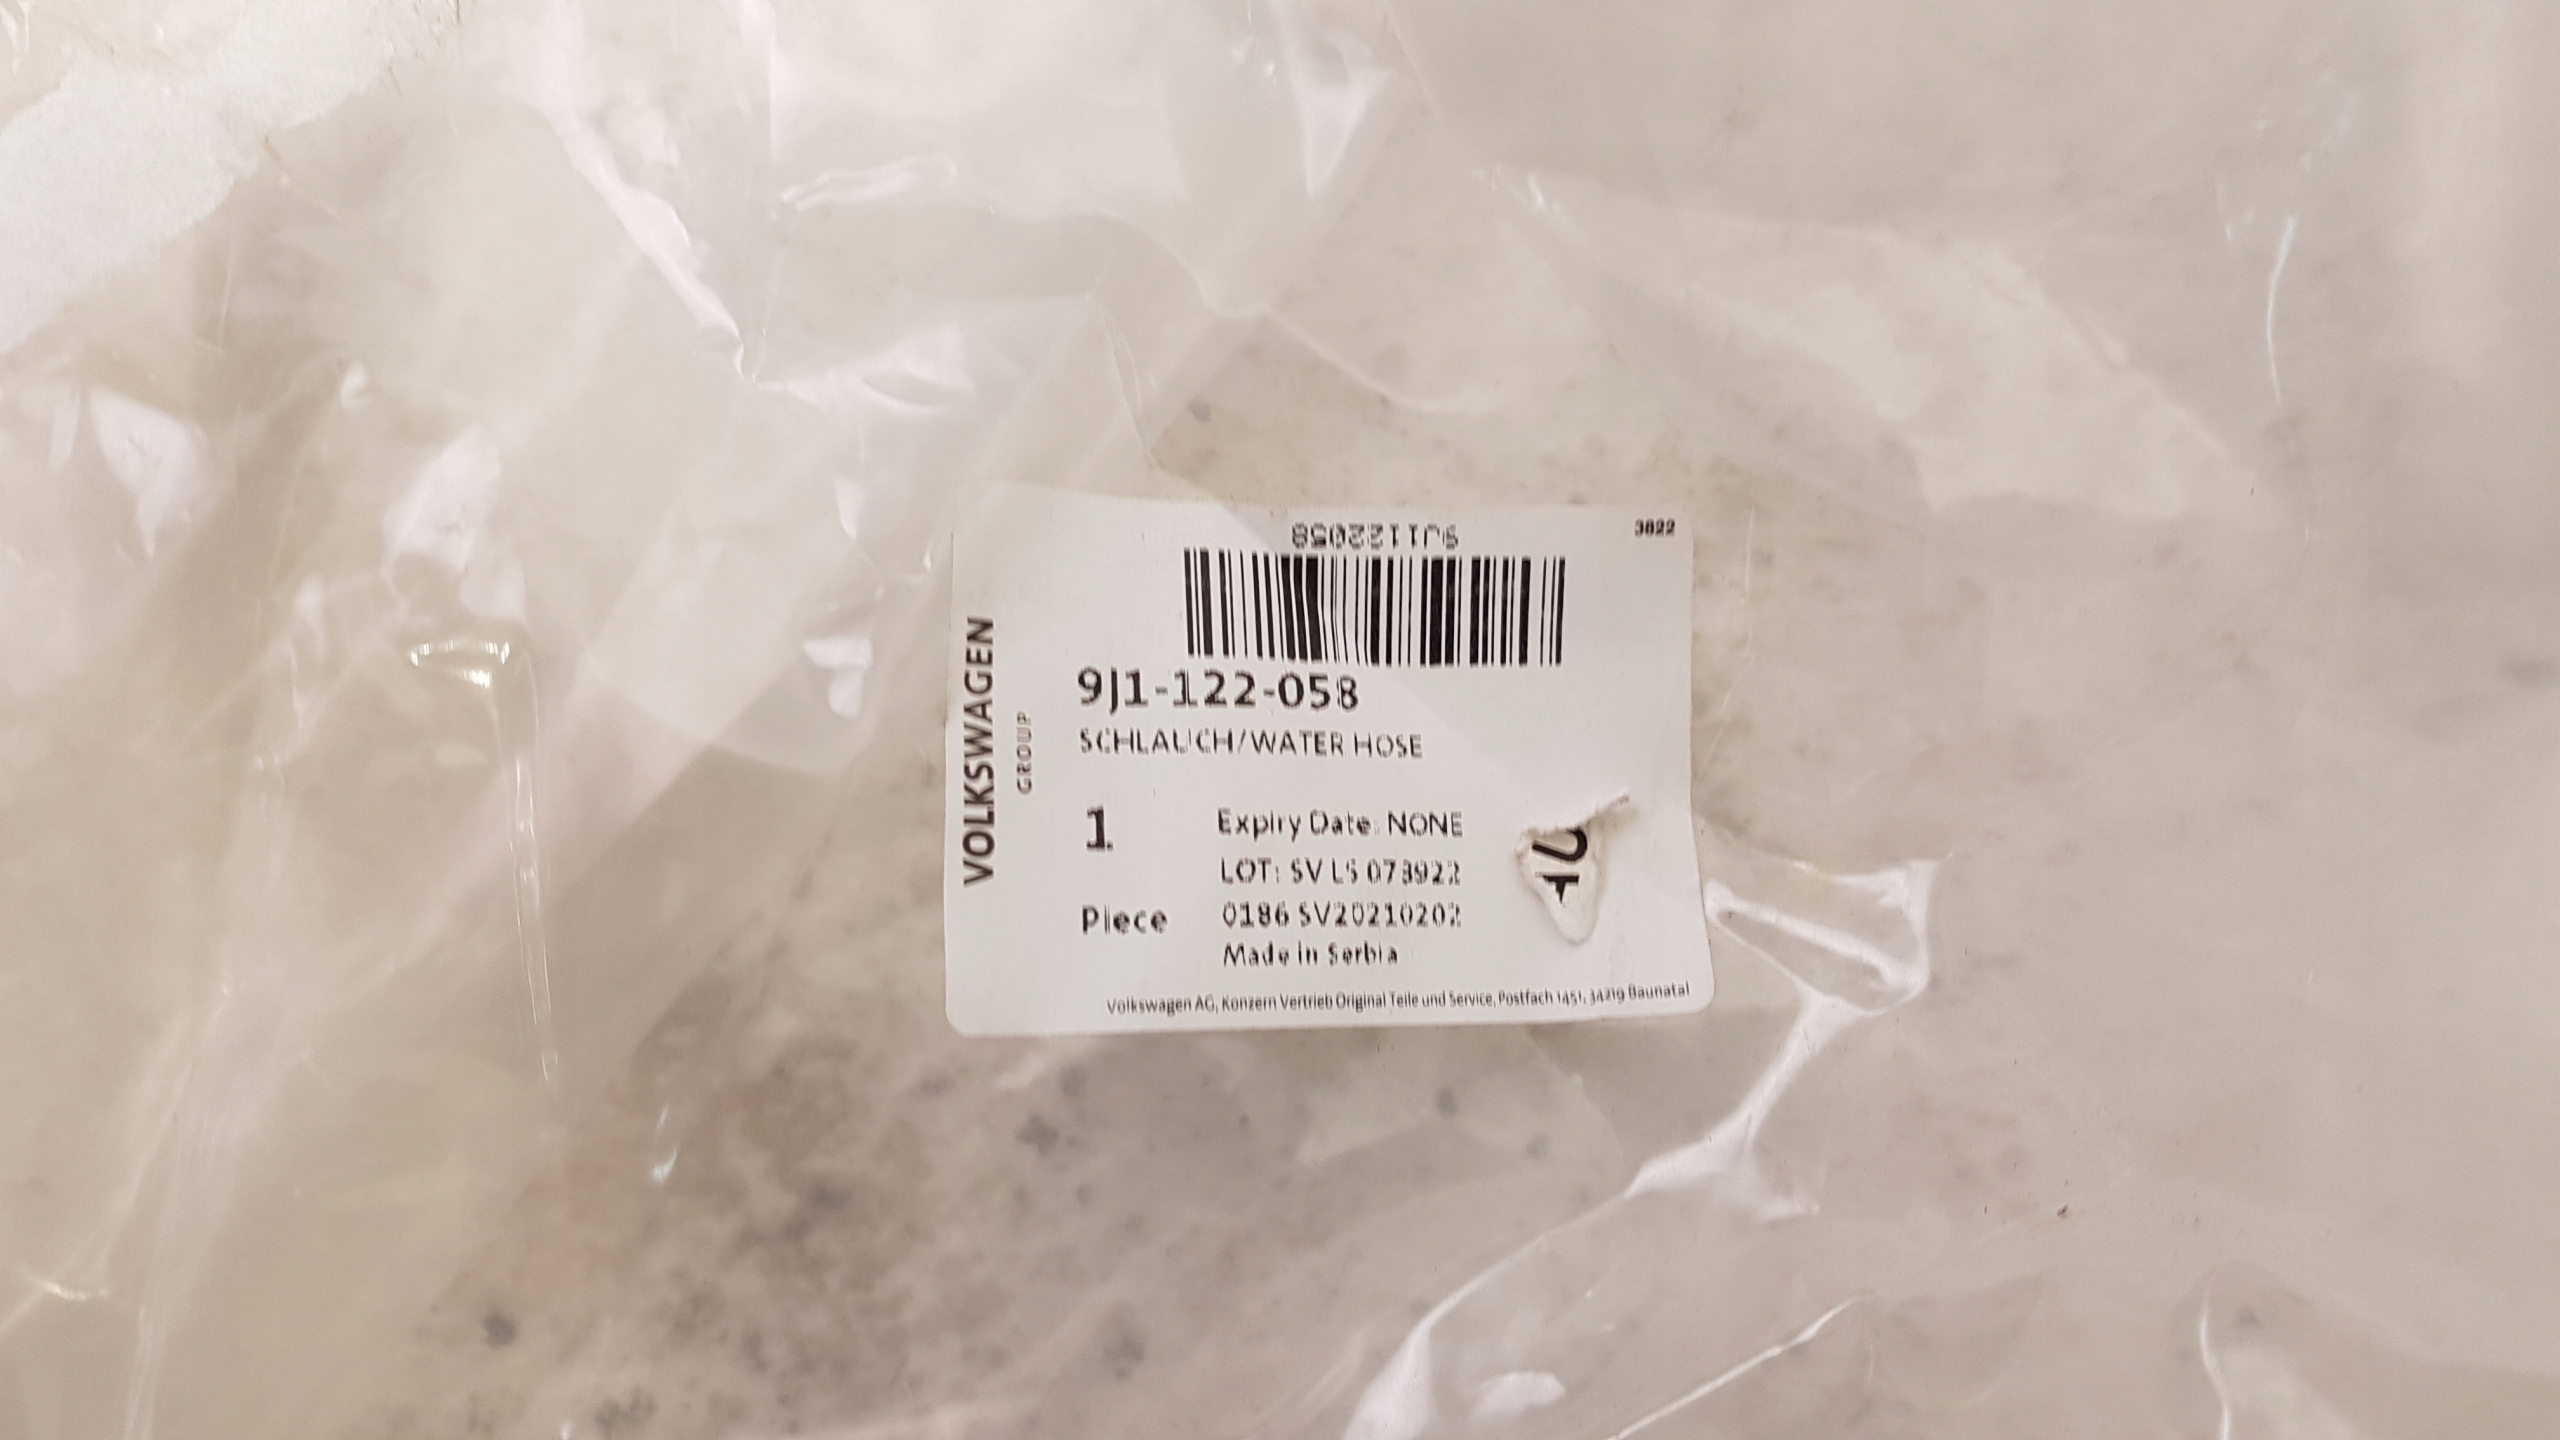 9J1122058
3822
VOLKSWAGEN
GROUP
9J1-122-058
SCHLAUCH/WATER HOSE
1
Piece
Expiry Date: NONE
LOT: SV LS 073922
0186 SV20210202
Made in Serbia
Volkswagen AG, Konzern Vertrieb Original Teile und Service, Postfach 1451, 34219 Baunatal